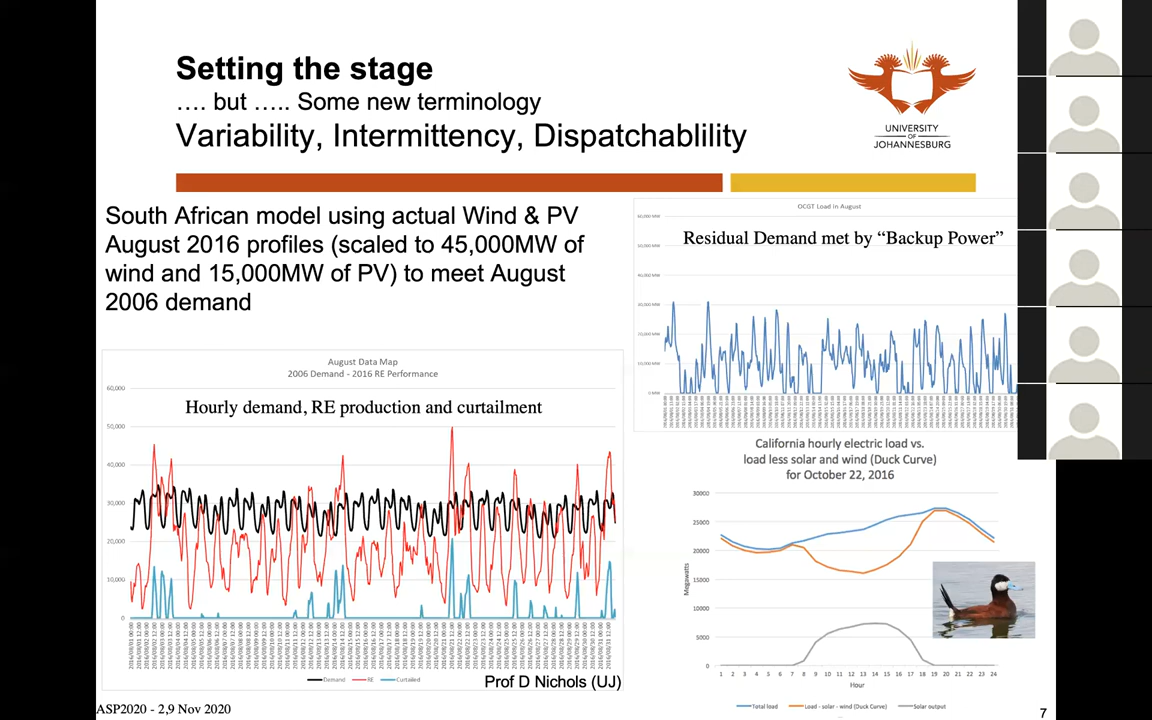 Setting the stage
…. but ….. Some new terminology
Variability, Intermittency, Dispatchablility
UNIVERSITY
OF
JOHANNESBURG
South African model using actual Wind & PV
August 2016 profiles (scaled to 45,000MW of
wind and 15,000MW of PV) to meet August
2006 demand
OCGT Load in August
Residual Demand met by “Backup Power”
August Data Map
2006 Demand - 2016 RE Performance
Hourly demand, RE production and curtailment
60,000
50,000
40,000
30,000
20,000
10,000
0
Demand RE Curtailed
Prof D Nichols (UJ)
California hourly electric load vs.
load less solar and wind (Duck Curve)
for October 22, 2016
30000
25000
20000
15000
10000
5000
0
Megawatts
1 2 3 4 5 6 7 8 9 10 11 12 13 14 15 16 17 18 19 20 21 22 23 24
Hour
Total load Load - solar - wind (Duck Curve) Solar output
ASP2020 - 2,9 Nov 2020
7